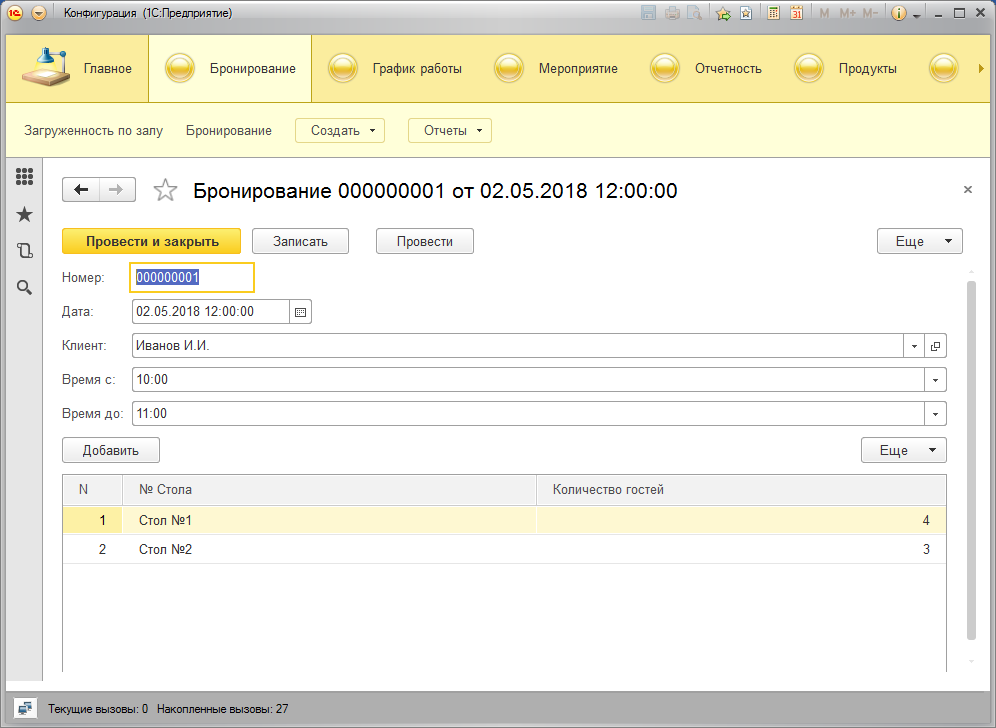 Конфигурация (1С:Предприятие)
31 M M+ M-
Главное Бронирование График работы Мероприятие Отчетность Продукты
Загруженность по залу Бронирование Создать Отчеты
Бронирование 000000001 от 02.05.2018 12:00:00
Провести и закрыть Записать Провести Еще
Номер: 000000001
Дата: 02.05.2018 12:00:00
Клиент: Иванов И.И.
Время с: 10:00
Время до: 11:00
Добавить Еще
N № Стола Количество гостей
1 Стол №1 4
2 Стол №2 3
Текущие вызовы: 0 Накопленные вызовы: 27